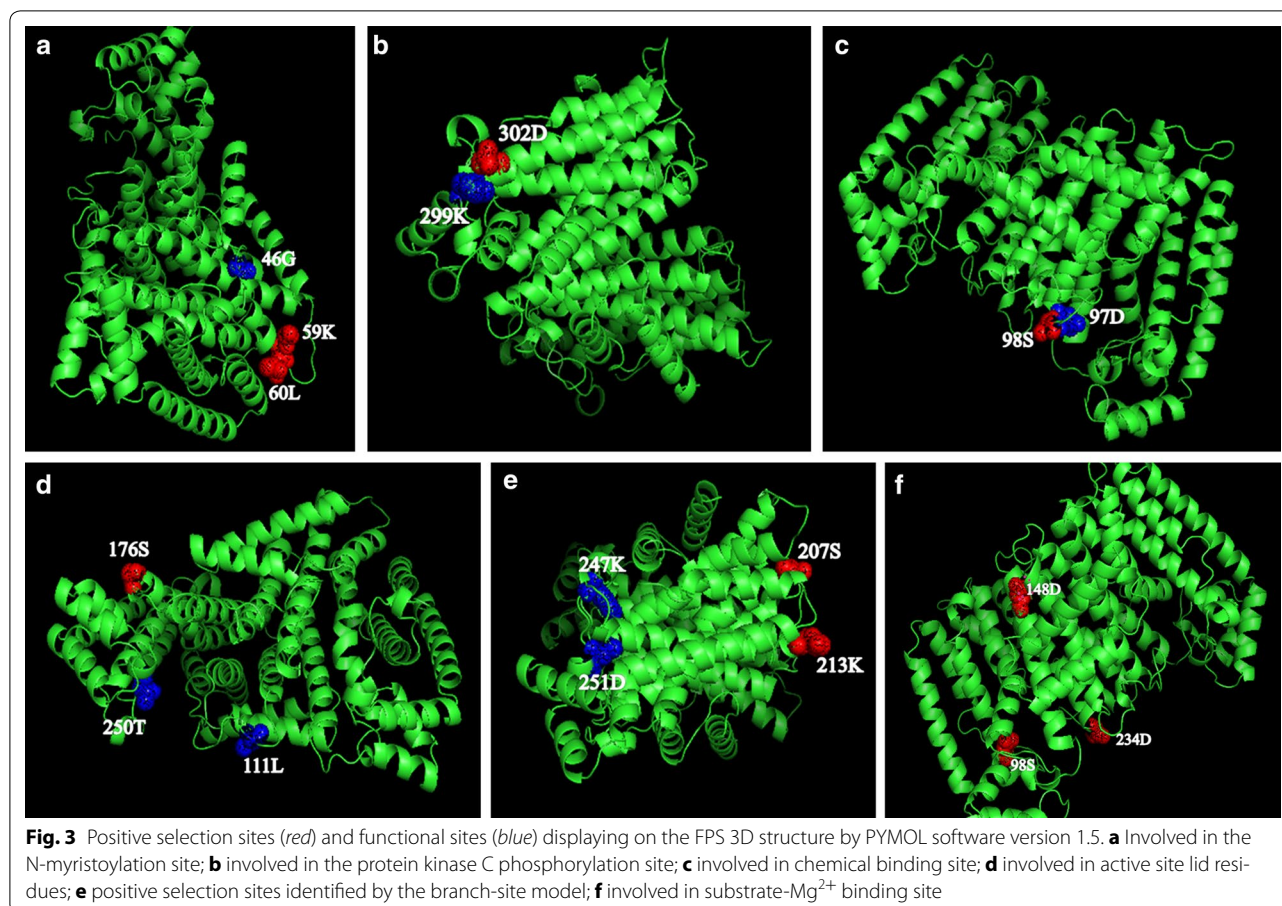 a
46G
59K
60L
b
302D
299K
c
97D
98S
d
176S
250T
111L
e
247K
207S
213K
251D
f
148D
234D
98S
Fig. 3 Positive selection sites (red) and functional sites (blue) displaying on the FPS 3D structure by PYMOL software version 1.5. a Involved in the
N-myristoylation site; b involved in the protein kinase C phosphorylation site; c involved in chemical binding site; d involved in active site lid resi-
dues; e positive selection sites identified by the branch-site model; f involved in substrate-Mg2+ binding site